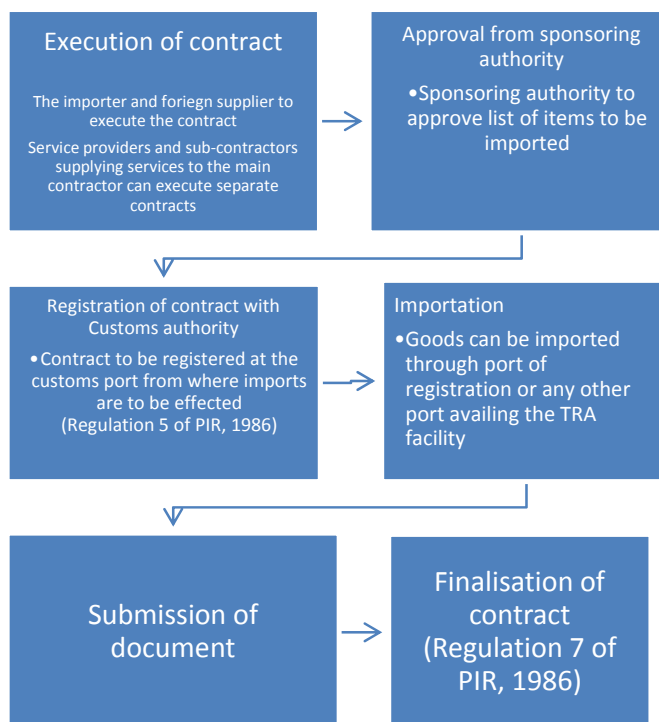 Execution of contract
The importer and foriegn supplier to
execute the contract
Service providers and sub-contractors
supplying services to the main
contractor can execute separate
contracts
Approval from sponsoring
authority
•Sponsoring authority to
approve list of items to be
imported
Registration of contract with
Customs authority
•Contract to be registered at the
customs port from where imports
are to be effected
(Regulation 5 of PIR, 1986)
Importation
•Goods can be imported
through port of
registration or any other
port availing the TRA
facility
Submission of
document
Finalisation of
contract
(Regulation 7 of
PIR, 1986)